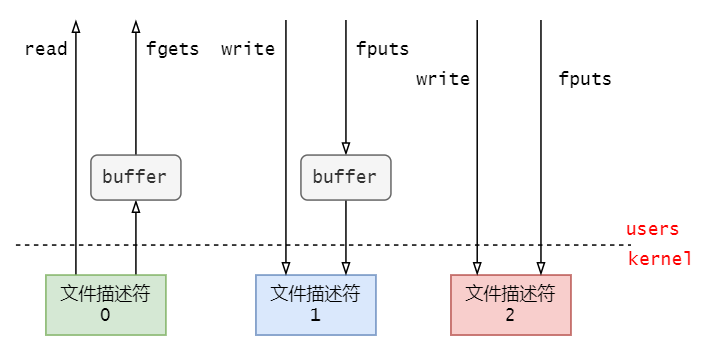 read
fgets
write
fputs
write
fputs
buffer
buffer
users
kernel
文件描述符
0
文件描述符
1
文件描述符
2